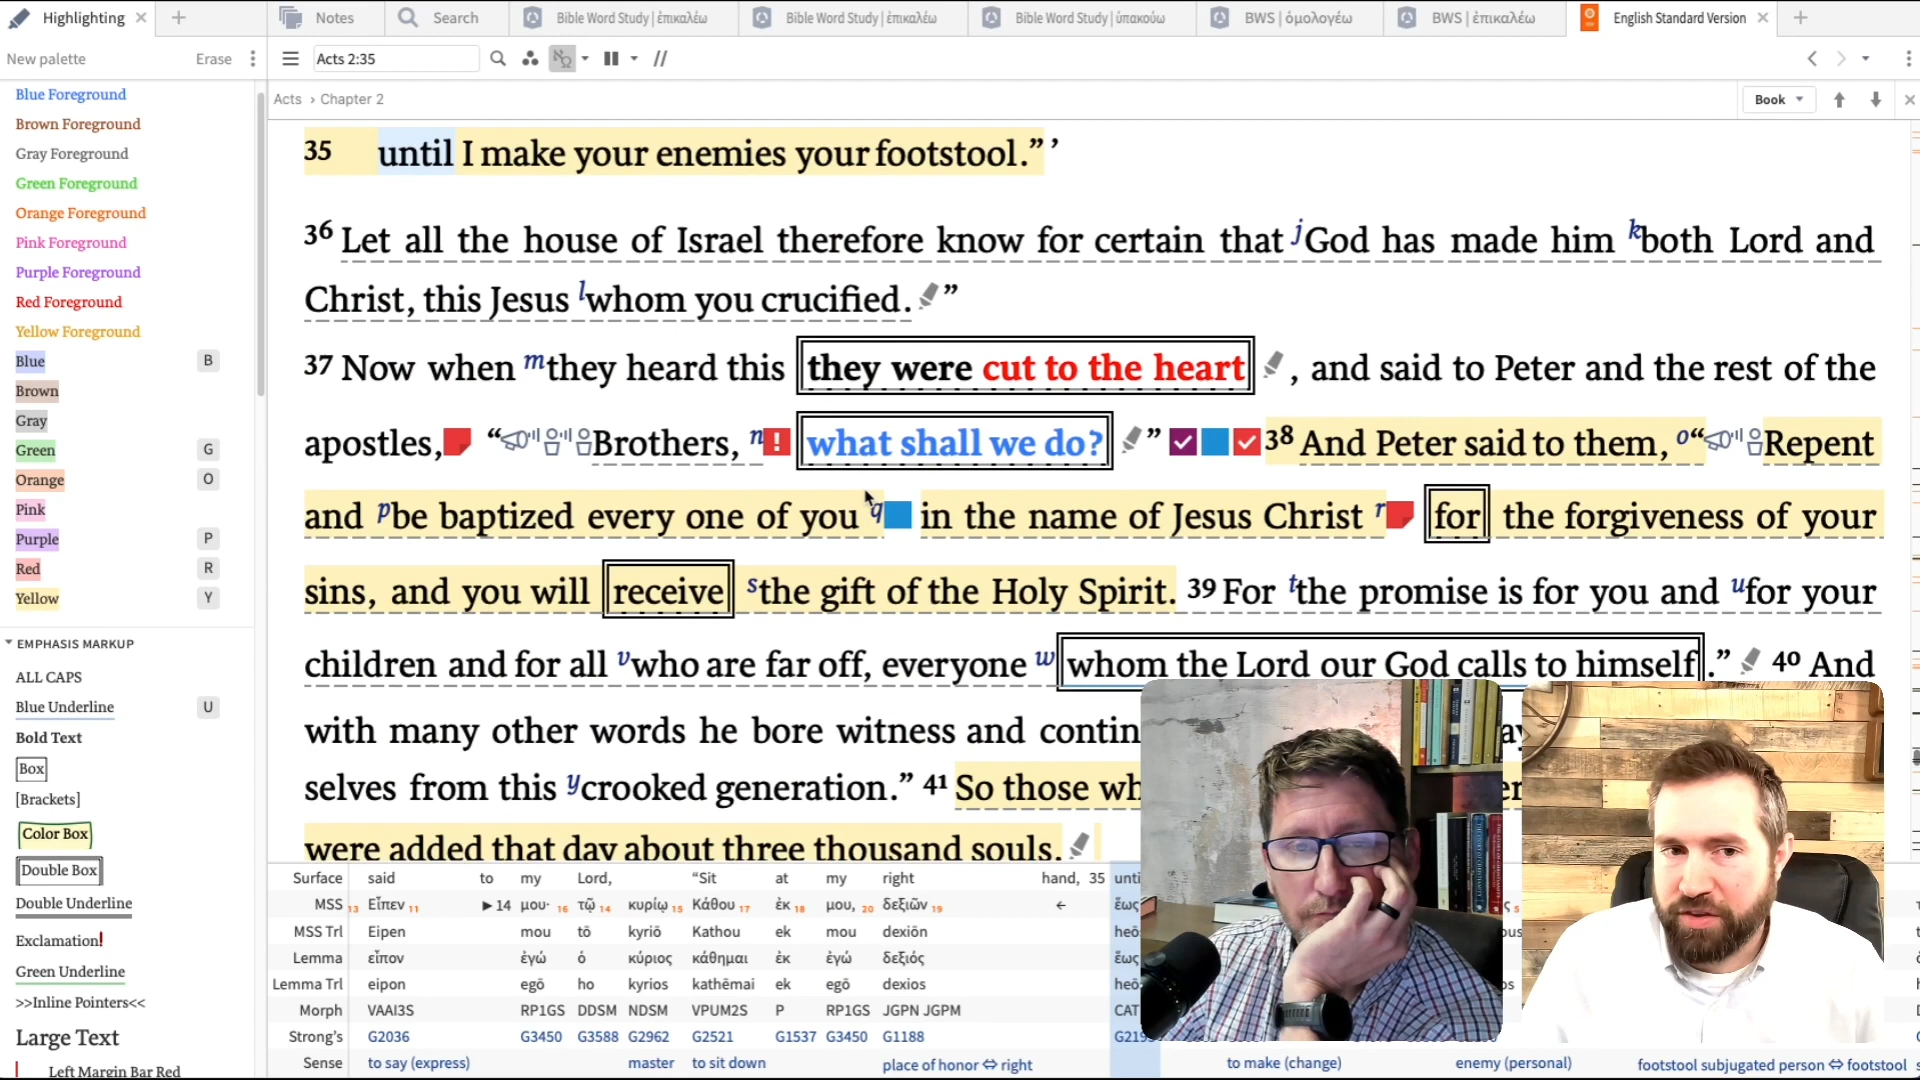 Highlighting
Notes
Search
Bible Word Study | ἐπικαλέω
Bible Word Study | ἐπικαλέω
Bible Word Study | ὑπακούω
BWS | ὁμολογέω
BWS | ἐπικαλέω
English Standard Version
New palette
Erase
Acts 2:35
Acts › Chapter 2
Book
Blue Foreground
Brown Foreground
Gray Foreground
Green Foreground
Orange Foreground
Pink Foreground
Purple Foreground
Red Foreground
Yellow Foreground
Blue B
Brown
Gray
Green G
Orange O
Pink
Purple P
Red R
Yellow Y
EMPHASIS MARKUP
ALL CAPS
Blue Underline U
Bold Text
Box
[Brackets]
Color Box
Double Box
Double Underline
Exclamation!
Green Underline
>>Inline Pointers<<
Large Text
Left Margin Bar Red
35 until I make your enemies your footstool.” ’
36 Let all the house of Israel therefore know for certain that j God has made him k both Lord and
Christ, this Jesus l whom you crucified. ”
37 Now when m they heard this they were cut to the heart , and said to Peter and the rest of the
apostles, “ Brothers, n what shall we do? ” 38 And Peter said to them, o “ Repent
and p be baptized every one of you q in the name of Jesus Christ r for the forgiveness of your
sins, and you will receive s the gift of the Holy Spirit. 39 For t the promise is for you and u for your
children and for all v who are far off, everyone w whom the Lord our God calls to himself .” 40 And
with many other words he bore witness and contin
selves from this y crooked generation.” 41 So those wh
were added that day about three thousand souls.
Surface said to my Lord, “Sit at my right hand, 35 unti
MSS 13 Εἶπεν 11 ▶ 14 μου· 16 τῷ 14 κυρίῳ 15 Κάθου 17 ἐκ 18 μου, 20 δεξιῶν 19 ← ἕως
MSS Trl Eipen mou tō kyriō Kathou ek mou dexiōn heō
Lemma εἶπον ἐγώ ὁ κύριος κάθημαι ἐκ ἐγώ δεξιός ἕως
Lemma Trl eipon egō ho kyrios kathēmai ek egō dexios heō
Morph VAAI3S RP1GS DDSM NDSM VPUM2S P RP1GS JGPN JGPM CAT
Strong’s G2036 G3450 G3588 G2962 G2521 G1537 G3450 G1188 G219
Sense to say (express) master to sit down place of honor ⇔ right to make (change) enemy (personal) footstool subjugated person ⇔ footstool